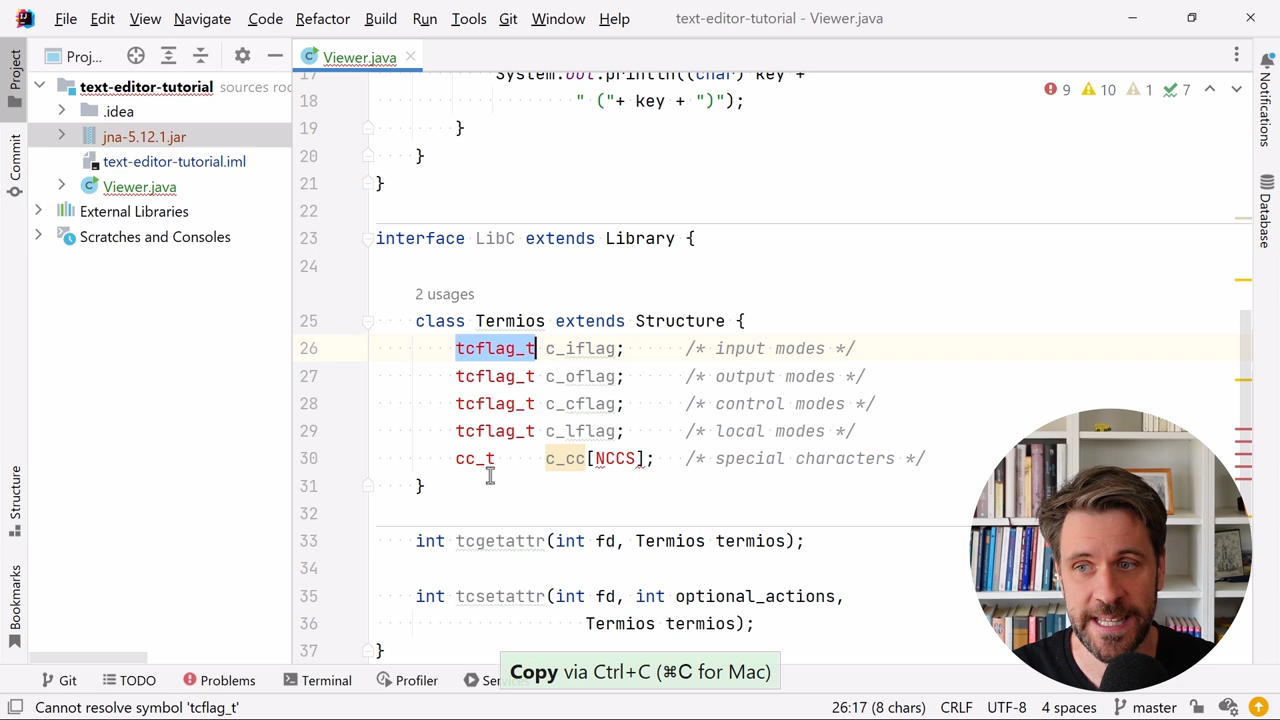 File Edit View Navigate Code Refactor Build Run Tools Git Window Help text-editor-tutorial - Viewer.java
Proj... Viewer.java
Project
Commit
Structure
Bookmarks
text-editor-tutorial sources roo
.idea
jna-5.12.1.jar
text-editor-tutorial.iml
Viewer.java
External Libraries
Scratches and Consoles
9 10 1 7
17 System.out.println((char) key +
18 " ("+ key + ")");
19 }
20 }
21 }
22
23 interface LibC extends Library {
24
2 usages
25 class Termios extends Structure {
26 tcflag_t c_iflag; /* input modes */
27 tcflag_t c_oflag; /* output modes */
28 tcflag_t c_cflag; /* control modes */
29 tcflag_t c_lflag; /* local modes */
30 cc_t c_cc[NCCS]; /* special characters */
31 }
32
33 int tcgetattr(int fd, Termios termios);
34
35 int tcsetattr(int fd, int optional_actions,
36 Termios termios);
37 }
Notifications
Database
Copy via Ctrl+C (⌘C for Mac)
Git TODO Problems Terminal Profiler
Cannot resolve symbol 'tcflag_t' 26:17 (8 chars) CRLF UTF-8 4 spaces master